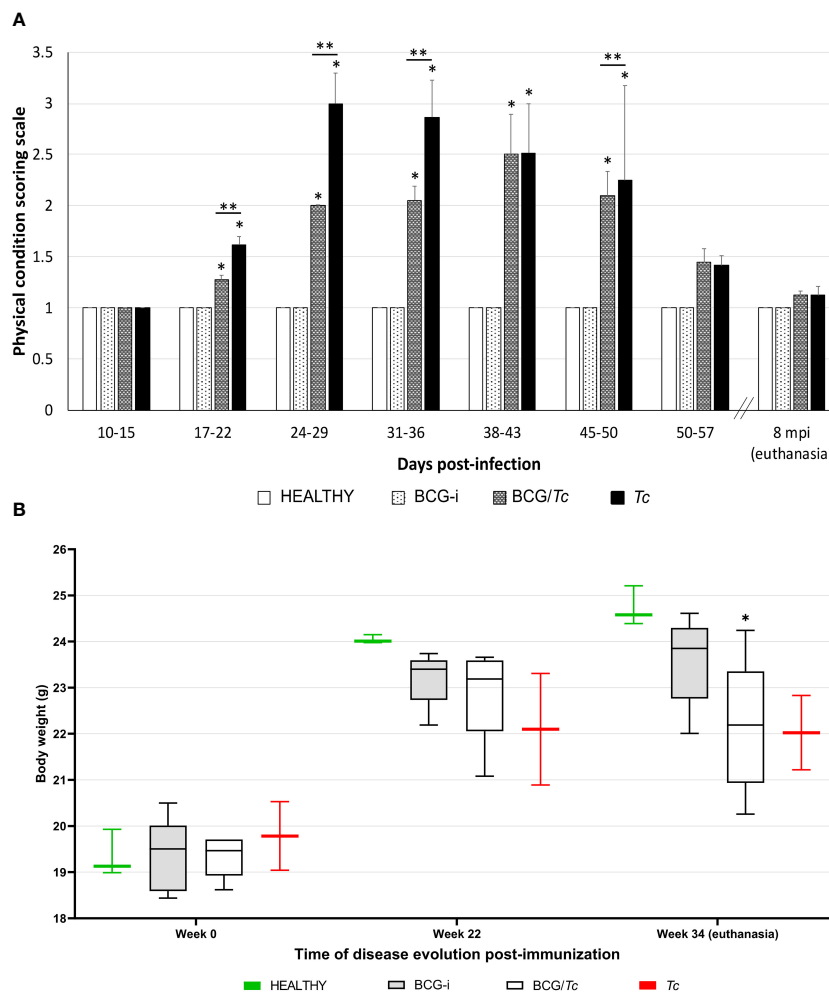 A
3.5
3
2.5
2
1.5
1
0.5
0
Physical condition scoring scale
** * * ** * * ** * * * * ** * * 
10-15 17-22 24-29 31-36 38-43 45-50 50-57 8 mpi
(euthanasia)
Days post-infection
HEALTHY BCG-i BCG/Tc Tc
B
26
25
24
23
22
21
20
19
18
Body weight (g)
*
Week 0 Week 22 Week 34 (euthanasia)
Time of disease evolution post-immunization
HEALTHY BCG-i BCG/Tc Tc